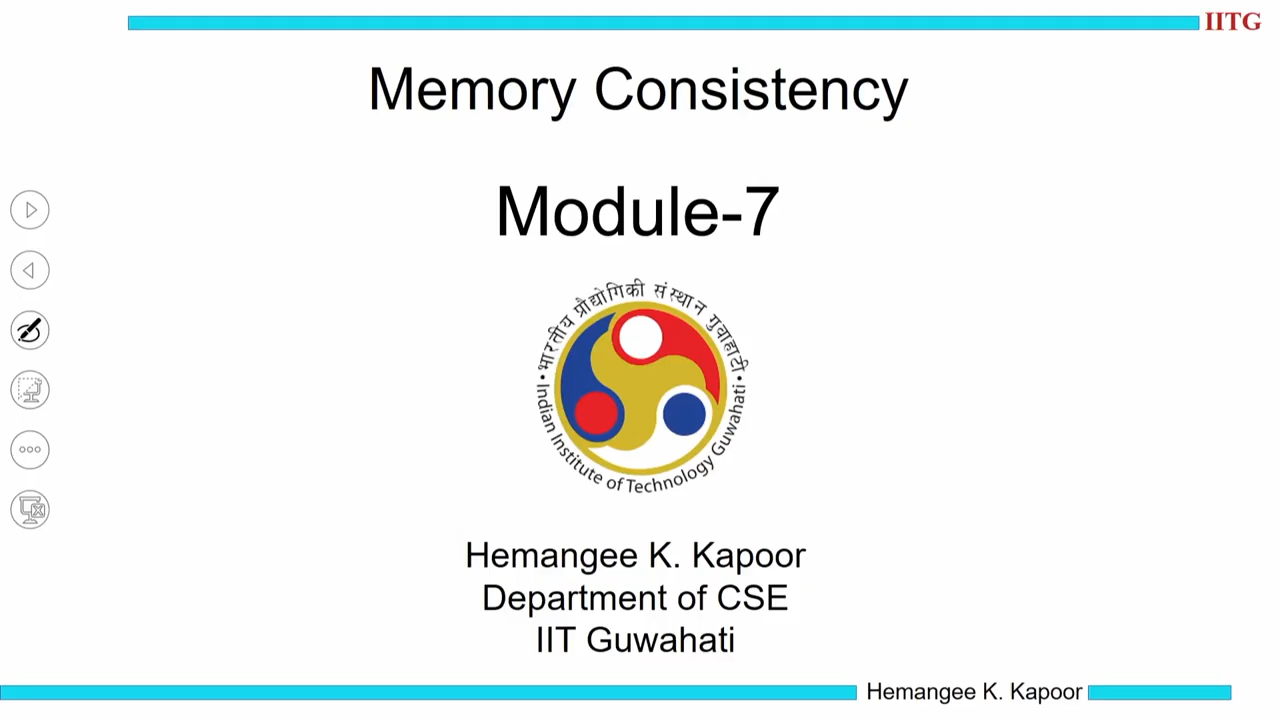 IITG
Memory Consistency
Module-7
भारतीय प्रौद्योगिकी संस्थान गुवाहाटी
Indian Institute of Technology Guwahati
Hemangee K. Kapoor
Department of CSE
IIT Guwahati
Hemangee K. Kapoor